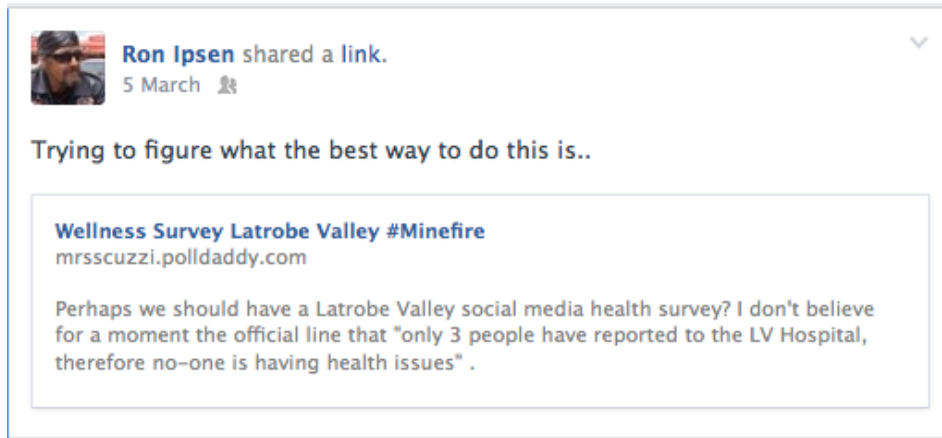 Ron Ipsen shared a link.
5 March
Trying to figure what the best way to do this is..
Wellness Survey Latrobe Valley #Minefire
mrsscuzzi.polldaddy.com
Perhaps we should have a Latrobe Valley social media health survey? I don't believe
for a moment the official line that "only 3 people have reported to the LV Hospital,
therefore no-one is having health issues" .